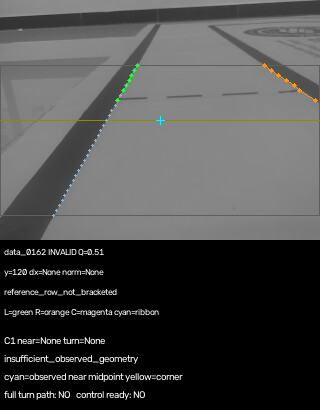 data_0162 INVALID Q=0.51
y=120 dx=None norm=None
reference_row_not_bracketed
L=green R=orange C=magenta cyan=ribbon
C1 near=None turn=None
insufficient_observed_geometry
cyan=observed near midpoint yellow=corner
full turn path: NO control ready: NO